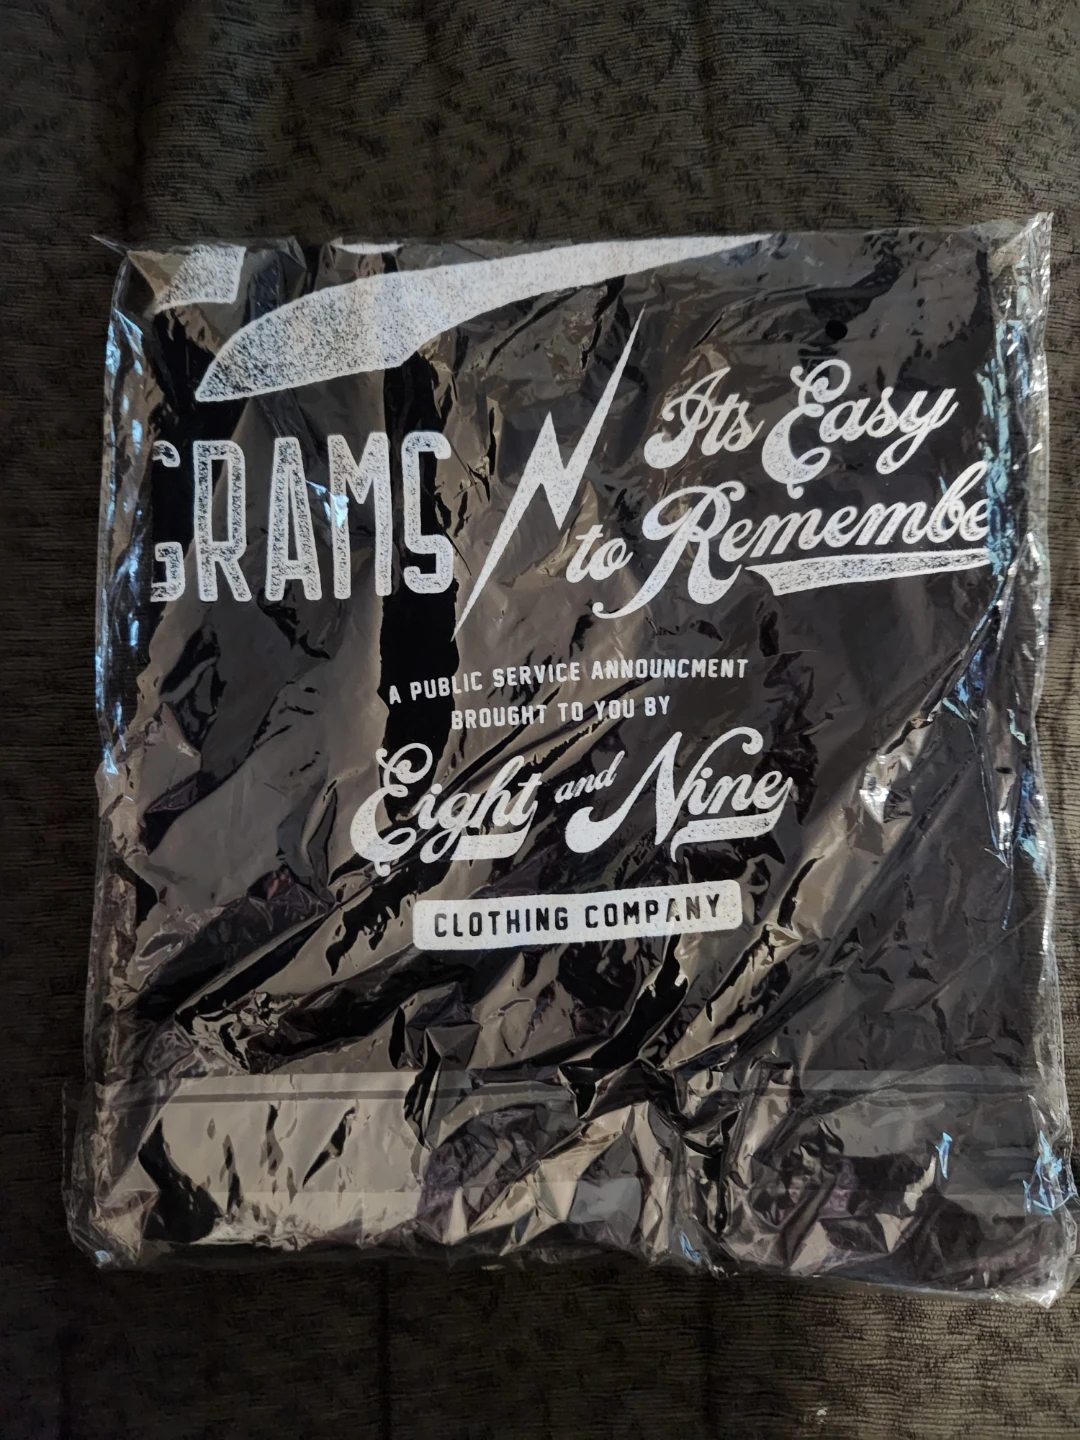 GRAMS
Its Easy
to Remembe
A PUBLIC SERVICE ANNOUNCMENT
BROUGHT TO YOU BY
Eight and Nine
CLOTHING COMPANY